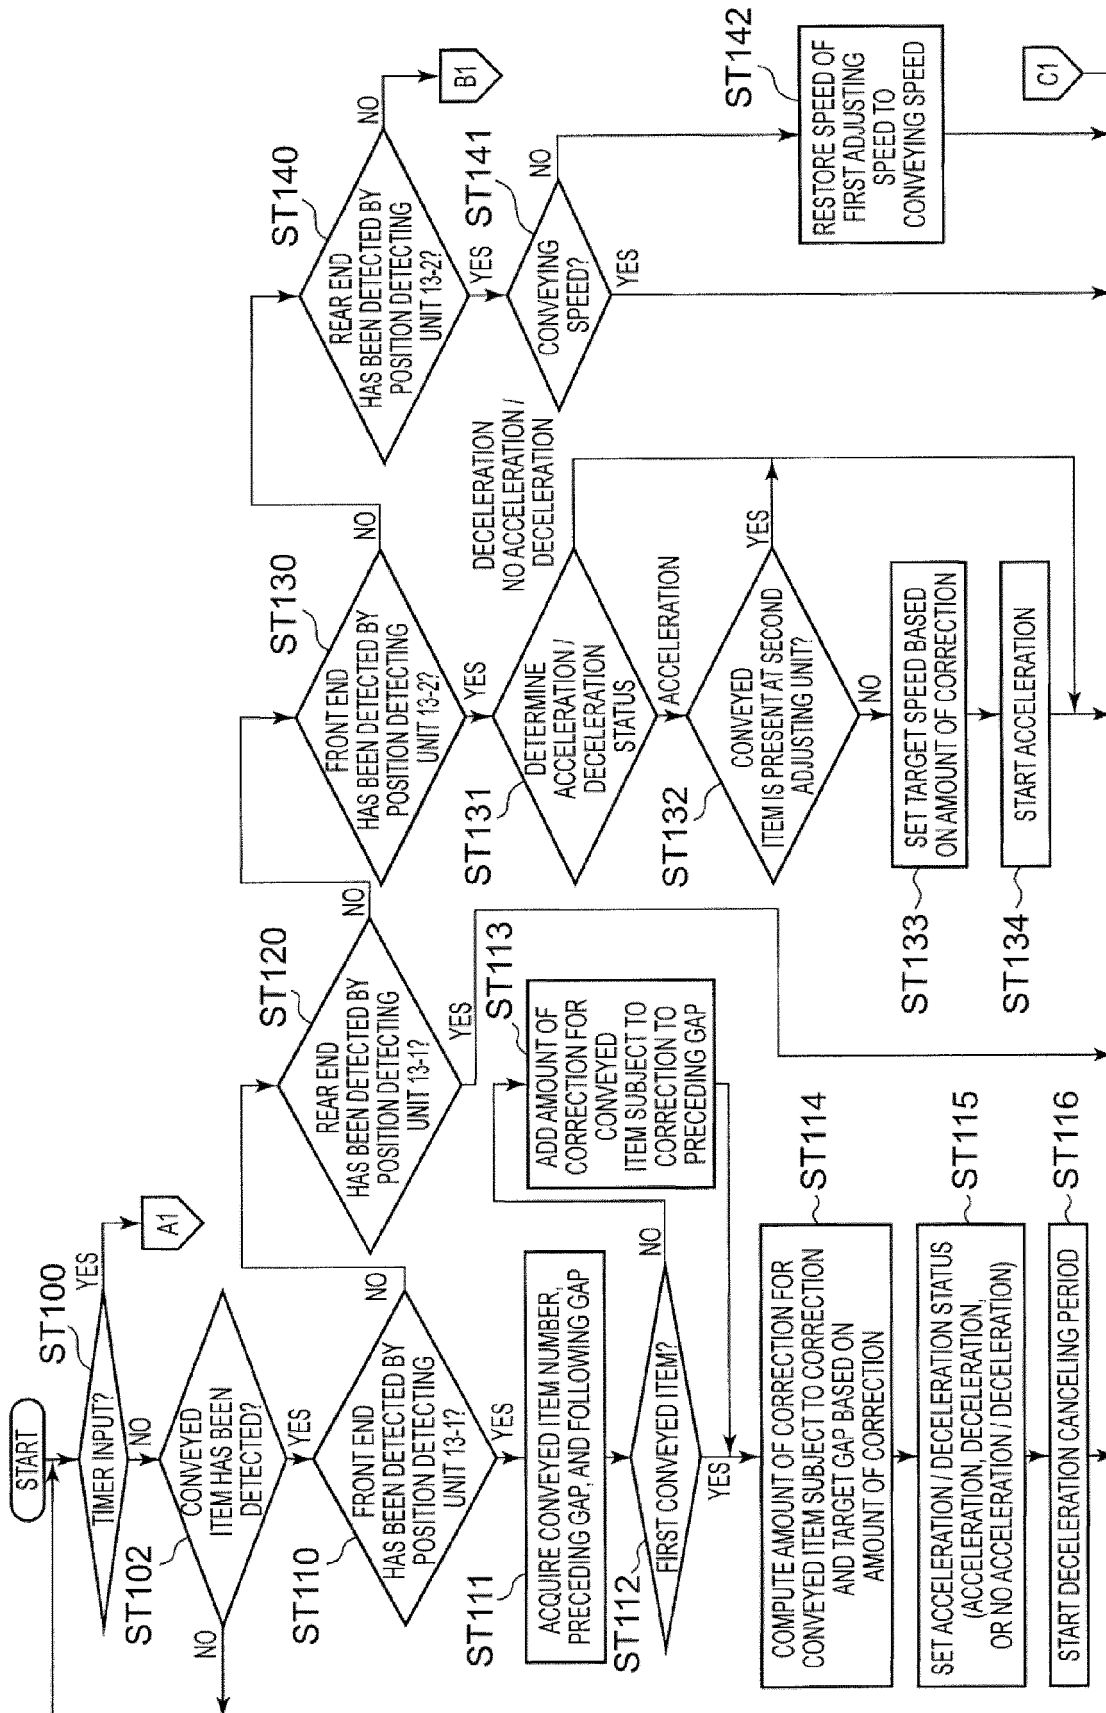 START
TIMER INPUT?
ST100
YES
A1
NO
CONVEYED
ITEM HAS BEEN
DETECTED?
ST102
NO
YES
FRONT END
HAS BEEN DETECTED BY
POSITION DETECTING
UNIT 13-1?
ST110
NO
YES
ACQUIRE CONVEYED ITEM NUMBER,
PRECEDING GAP, AND FOLLOWING GAP
ST111
FIRST CONVEYED ITEM?
ST112
NO
YES
ADD AMOUNT OF
CORRECTION FOR
CONVEYED
ITEM SUBJECT TO
CORRECTION TO
PRECEDING GAP
ST113
COMPUTE AMOUNT OF CORRECTION FOR
CONVEYED ITEM SUBJECT TO CORRECTION
AND TARGET GAP BASED ON
AMOUNT OF CORRECTION
ST114
SET ACCELERATION / DECELERATION STATUS
(ACCELERATION, DECELERATION,
OR NO ACCELERATION / DECELERATION)
ST115
START DECELERATION CANCELING PERIOD
ST116
REAR END
HAS BEEN DETECTED BY
POSITION DETECTING
UNIT 13-1?
ST120
NO
YES
FRONT END
HAS BEEN DETECTED BY
POSITION DETECTING
UNIT 13-2?
ST130
NO
YES
DETERMINE
ACCELERATION /
DECELERATION
STATUS
ST131
DECELERATION
NO ACCELERATION /
DECELERATION
ACCELERATION
CONVEYED
ITEM IS PRESENT AT SECOND
ADJUSTING UNIT?
ST132
YES
NO
SET TARGET SPEED BASED
ON AMOUNT OF CORRECTION
ST133
START ACCELERATION
ST134
REAR END
HAS BEEN DETECTED BY
POSITION DETECTING
UNIT 13-2?
ST140
NO
B1
YES
CONVEYING
SPEED?
ST141
NO
YES
RESTORE SPEED OF
FIRST ADJUSTING
SPEED TO
CONVEYING SPEED
ST142
C1